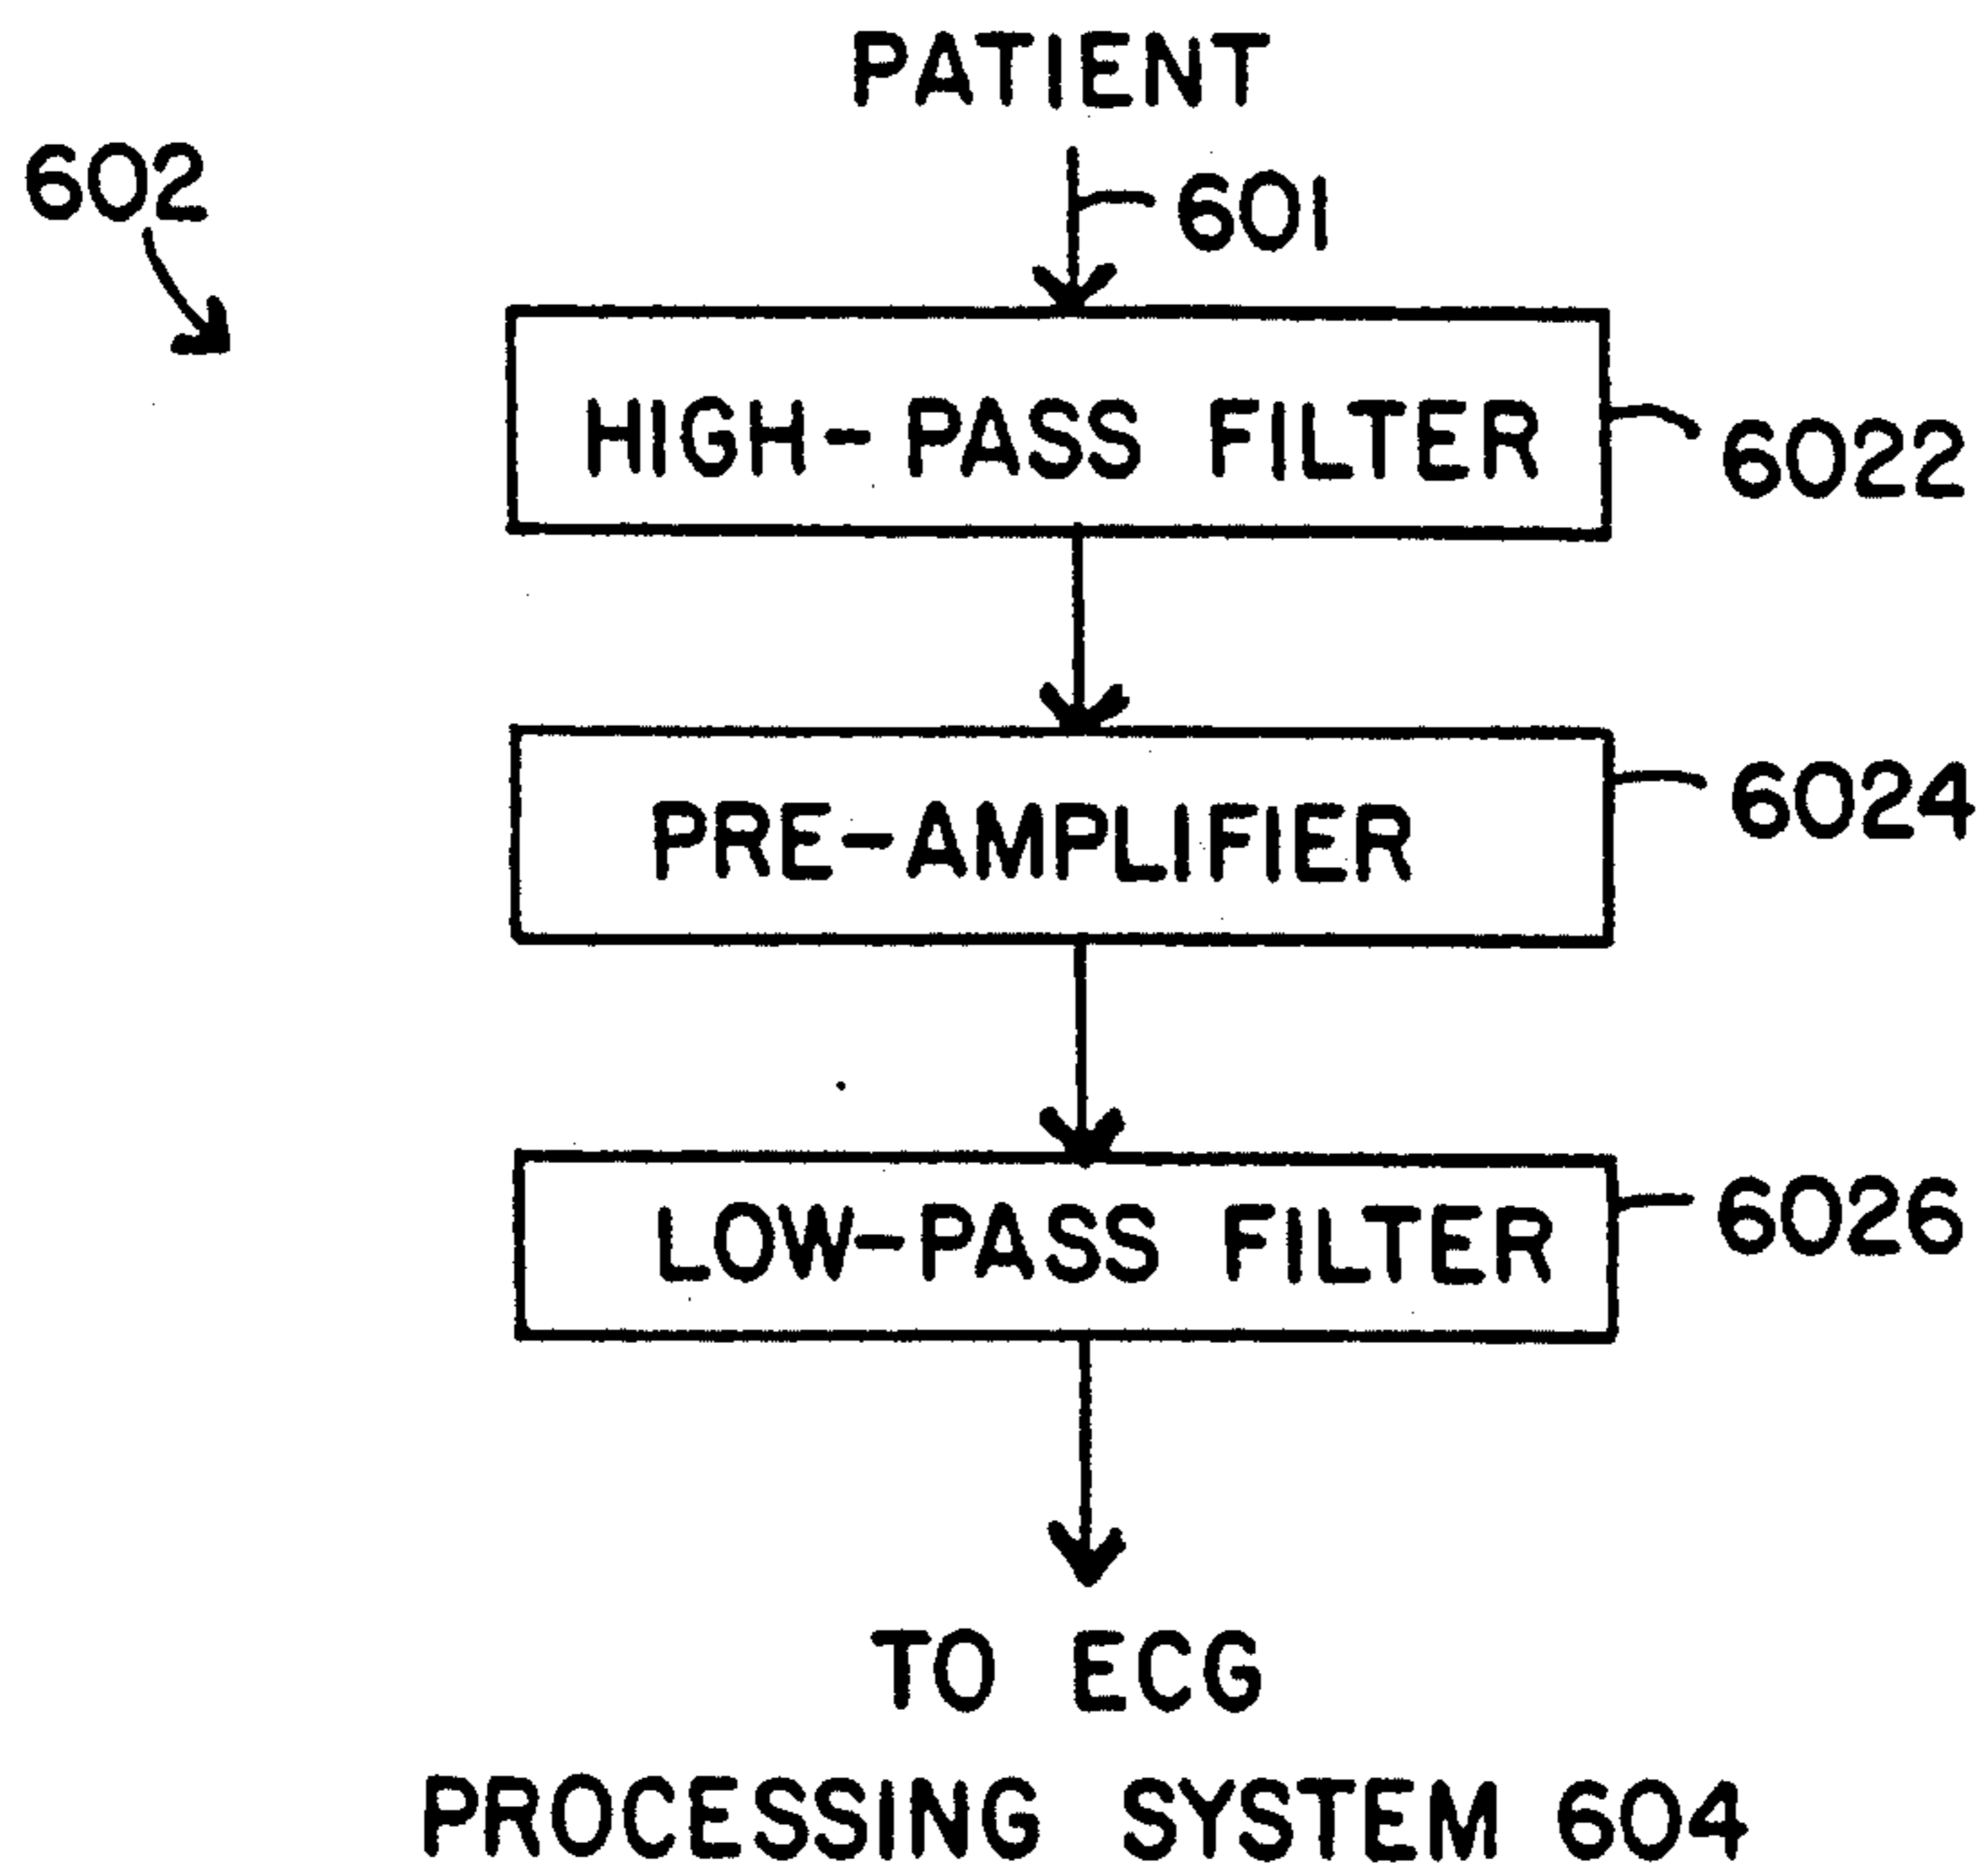 PATIENT
602
601
HIGH-PASS FILTER
6022
PRE-AMPLIFIER
6024
LOW-PASS FILTER
6026
TO ECG
PROCESSING SYSTEM 604